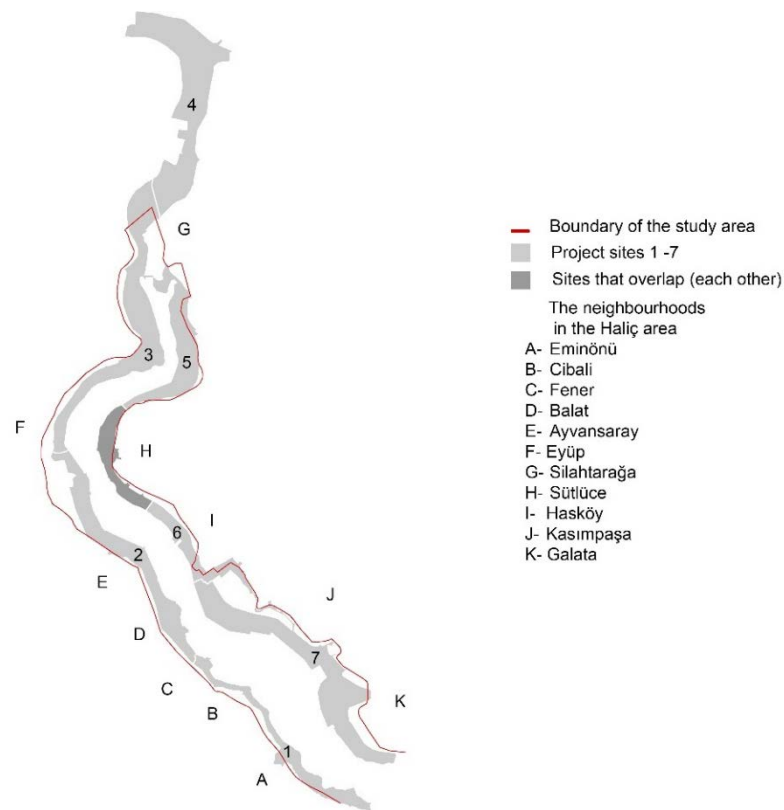 4
G
3
5
F
H
6
I
2
E
J
D
7
C
K
B
1
A
Boundary of the study area
Project sites 1 -7
Sites that overlap (each other)
The neighbourhoods
in the Haliç area
A- Eminönü
B- Cibali
C- Fener
D- Balat
E- Ayvansaray
F- Eyüp
G- Silahtarağa
H- Sütlüce
I- Hasköy
J- Kasımpaşa
K- Galata